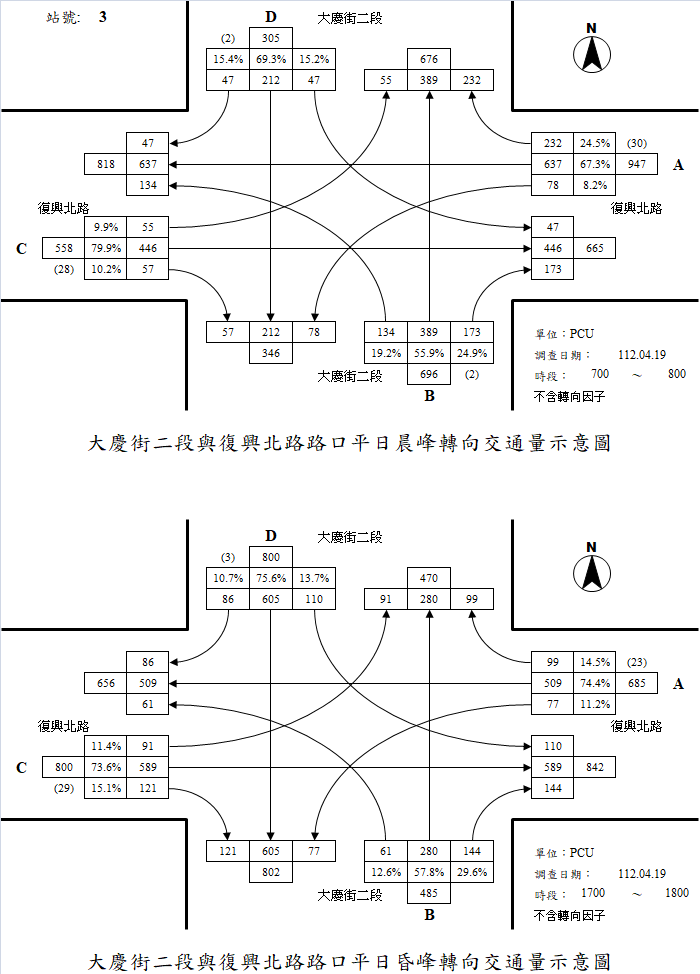 站號: 3
D 大慶街二段
(2) 305
15.4% 69.3% 15.2%
47 212 47
676
55 389 232
N
47
818 637
134
232 24.5% (30)
637 67.3% 947 A
78 8.2%
復興北路
復興北路
9.9% 55
C 558 79.9% 446
(28) 10.2% 57
47
446 665
173
57 212 78
346
大慶街二段
134 389 173
19.2% 55.9% 24.9%
696 (2)
B
單位：PCU
調查日期： 112.04.19
時段： 700 ～ 800
不含轉向因子
大慶街二段與復興北路路口平日晨峰轉向交通量示意圖
D 大慶街二段
(3) 800
10.7% 75.6% 13.7%
86 605 110
470
91 280 99
N
86
656 509
61
99 14.5% (23)
509 74.4% 685 A
77 11.2%
復興北路
復興北路
11.4% 91
C 800 73.6% 589
(29) 15.1% 121
110
589 842
144
121 605 77
802
大慶街二段
61 280 144
12.6% 57.8% 29.6%
485
B
單位：PCU
調查日期： 112.04.19
時段： 1700 ～ 1800
不含轉向因子
大慶街二段與復興北路路口平日昏峰轉向交通量示意圖